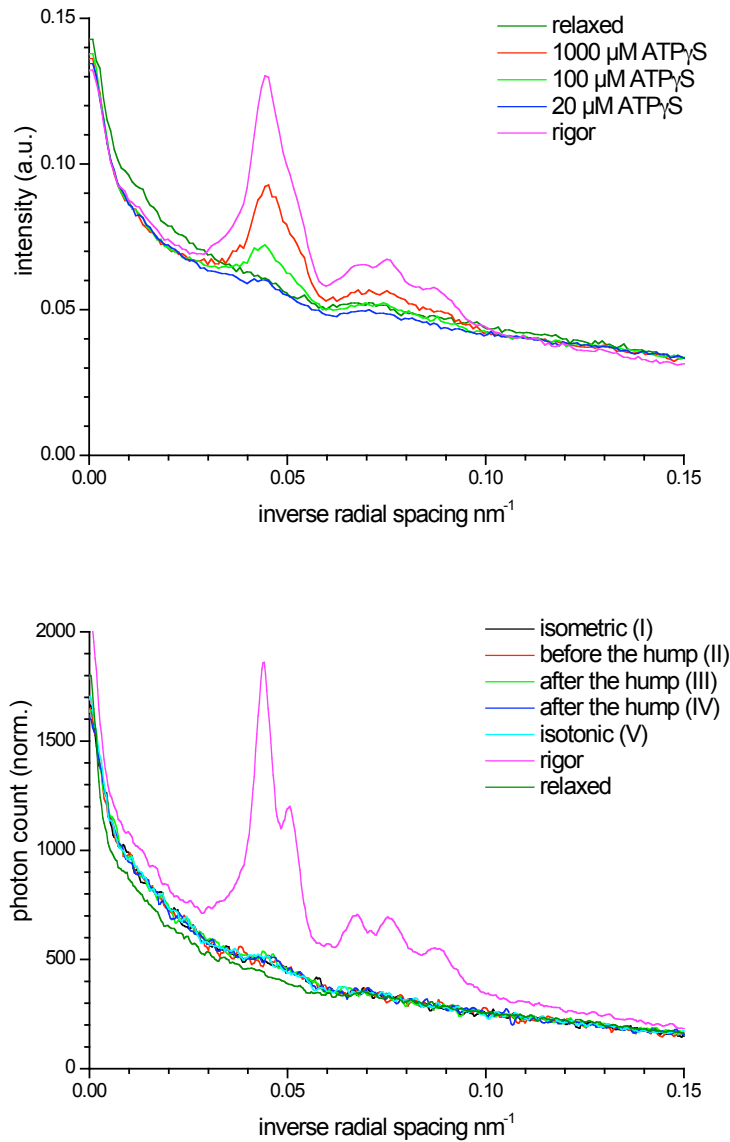 relaxed
1000 µM ATPγS
100 µM ATPγS
20 µM ATPγS
rigor
intensity (a.u.)
0.15
0.10
0.05
0.00
0.00 0.05 0.10 0.15
inverse radial spacing nm⁻¹
isometric (I)
before the hump (II)
after the hump (III)
after the hump (IV)
isotonic (V)
rigor
relaxed
photon count (norm.)
2000
1500
1000
500
0
0.00 0.05 0.10 0.15
inverse radial spacing nm⁻¹